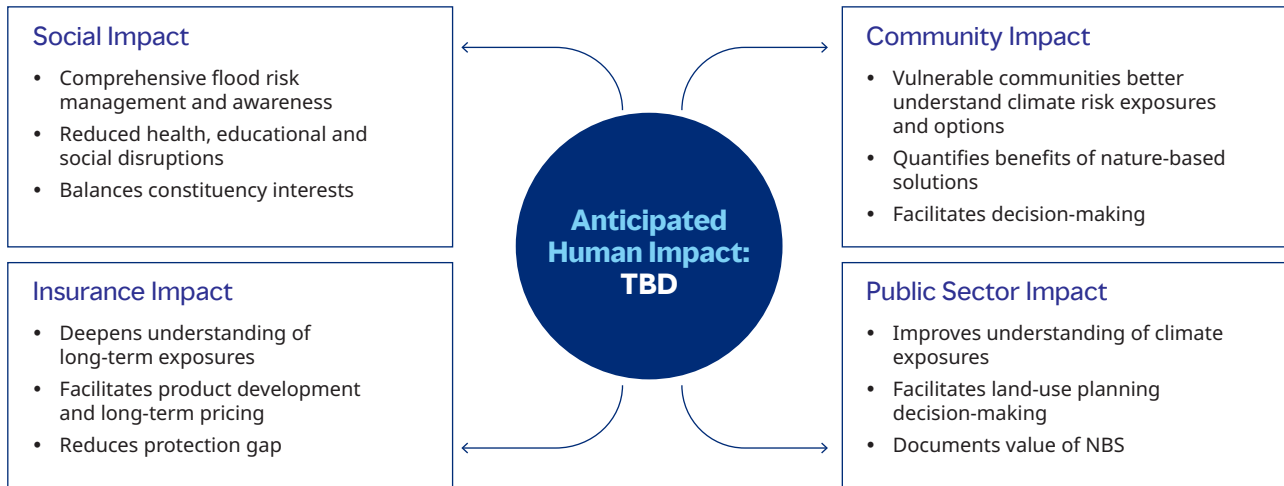 Social Impact
• Comprehensive flood risk
management and awareness
• Reduced health, educational and
social disruptions
• Balances constituency interests
Community Impact
• Vulnerable communities better
understand climate risk exposures
and options
• Quantifies benefits of nature-based
solutions
• Facilitates decision-making
Anticipated
Human Impact:
TBD
Insurance Impact
• Deepens understanding of
long-term exposures
• Facilitates product development
and long-term pricing
• Reduces protection gap
Public Sector Impact
• Improves understanding of climate
exposures
• Facilitates land-use planning
decision-making
• Documents value of NBS